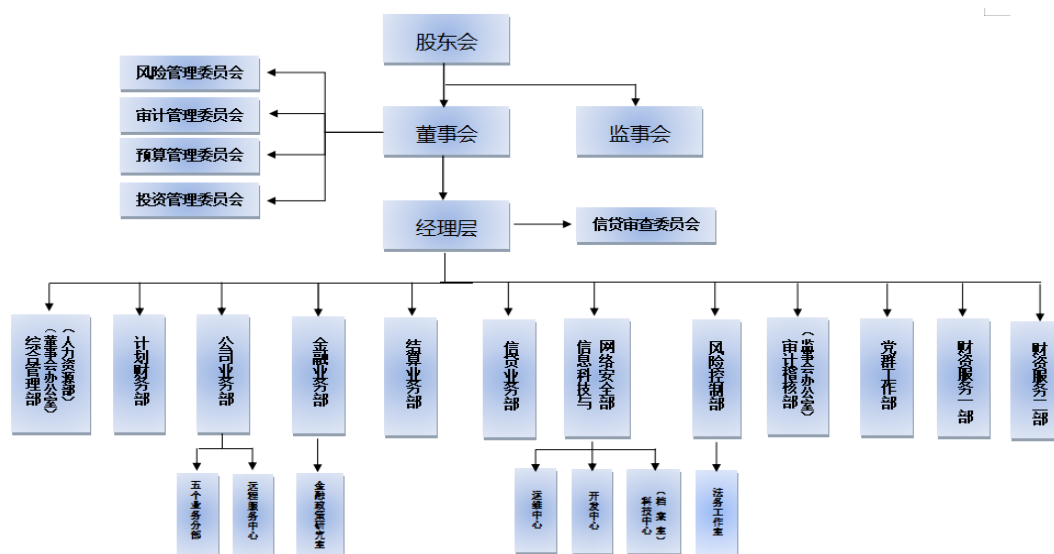 股东会
风险管理委员会
审计管理委员会
董事会
监事会
预算管理委员会
投资管理委员会
经理层
信贷审查委员会
综合管理部
(董事会办公室)
(人力资源部)
计划财务部
公司业务部
金融业务部
结算业务部
信贷业务部
信息科技与
网络安全部
风险控制部
审计稽核部
(监事会办公室)
党群工作部
财资服务一部
财资服务二部
五个业务分部
远程服务中心
金融政策研究室
运维中心
开发中心
科技中心
(档案室)
法务工作室